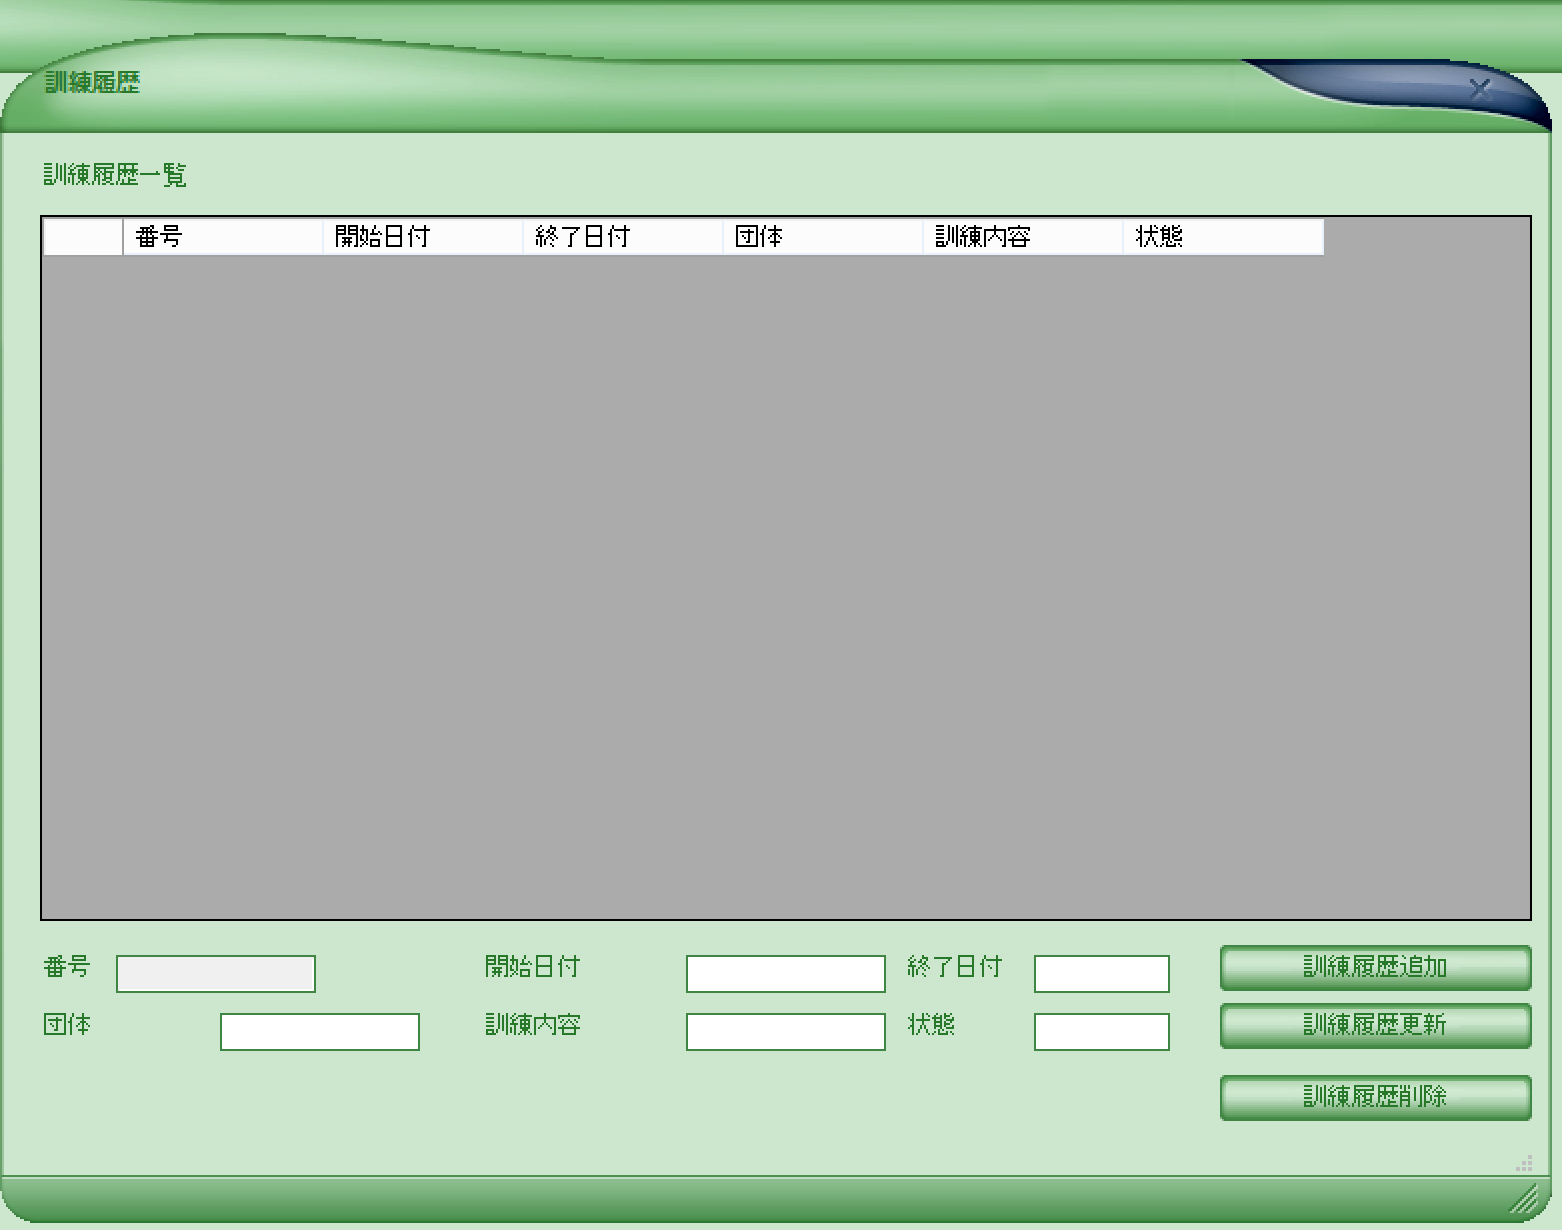 訓練履歴
訓練履歴一覧
番号 開始日付 終了日付 団体 訓練内容 状態
番号 開始日付 終了日付 訓練履歴追加
団体 訓練内容 状態 訓練履歴更新
訓練履歴削除